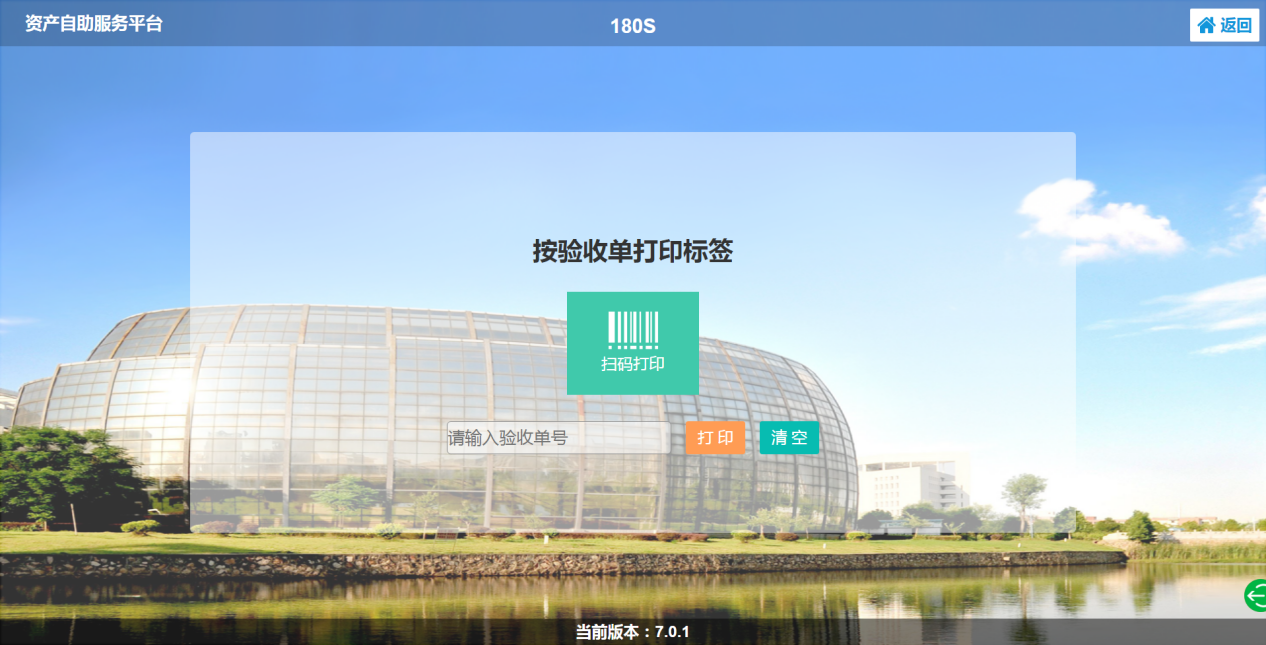 资产自助服务平台
180S
返回
按验收单打印标签
扫码打印
请输入验收单号
打 印
清 空
当前版本：7.0.1